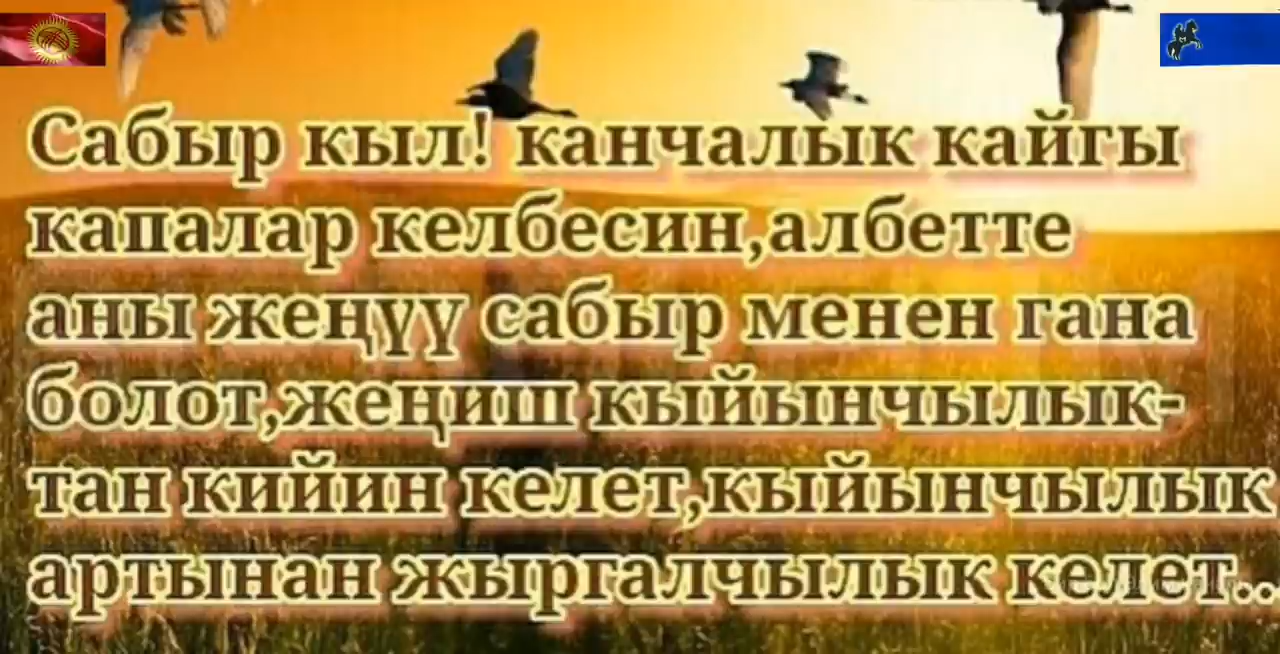 Сабыр кыл! канчалык кайгы
капалар келбесин,албетте
аны жеңүү сабыр менен гана
болот,жеңиш кыйынчылык-
тан кийин келет,кыйынчылык
артынан жыргалчылык келет..